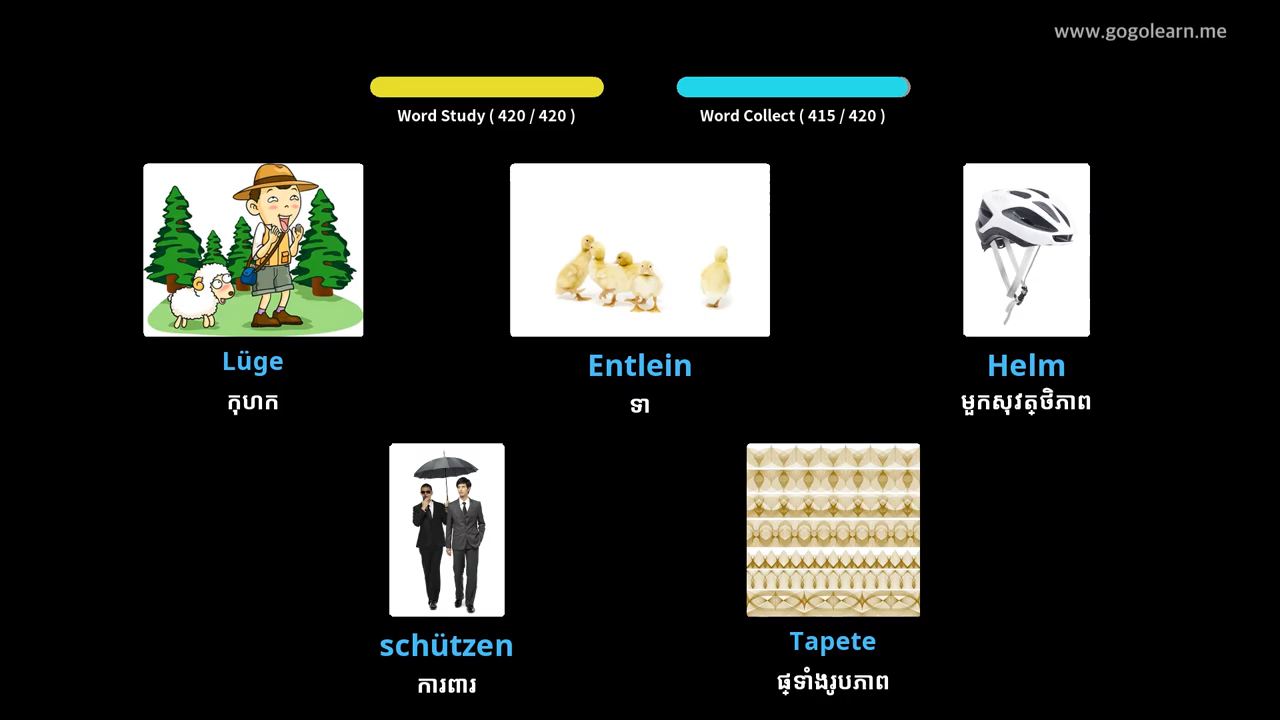 www.gogolearn.me
Word Study ( 420 / 420 )
Word Collect ( 415 / 420 )
Lüge
Entlein
Helm
កុហក
ទា
មួកសុវត្ថិភាព
schützen
Tapete
ការពារ
ផ្ទាំងរូបភាព